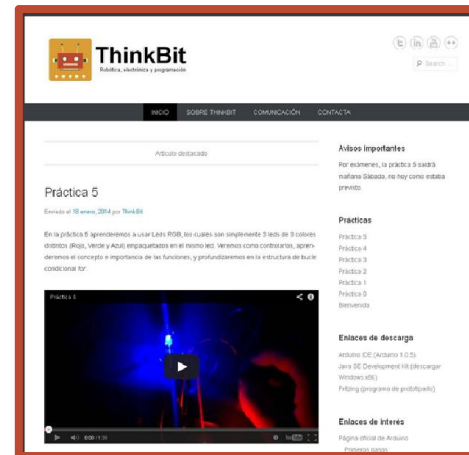 ThinkBit
Robótica, electrónica y programación
Search ...
INICIO SOBRE THINKBIT COMUNICACIÓN CONTACTA
Artículo destacado
Práctica 5
Enviado el 18 enero, 2014 por ThinkBit
En la práctica 5 aprenderemos a usar Leds RGB, los cuales son simplemente 3 leds de 3 colores
distintos (Rojo, Verde y Azul) empaquetados en el mismo led. Veremos como controlarlos, apren-
deremos el concepto e importancia de las funciones, y profundizaremos en la estructura de bucle
condicional for
Práctica 5
YouTube
Avisos importantes
Por exámenes, la práctica 5 saldrá
mañana Sábado, no hoy como estaba
previsto
Prácticas
Práctica 5
Práctica 4
Práctica 3
Práctica 2
Práctica 1
Práctica 0
Bienvenida
Enlaces de descarga
Arduino IDE (Arduino 1.0.5)
Java SE Development Kit (descargar
Windows x86)
Fritzing (programa de prototipado)
Enlaces de interés
Página oficial de Arduino
Primeros pasos